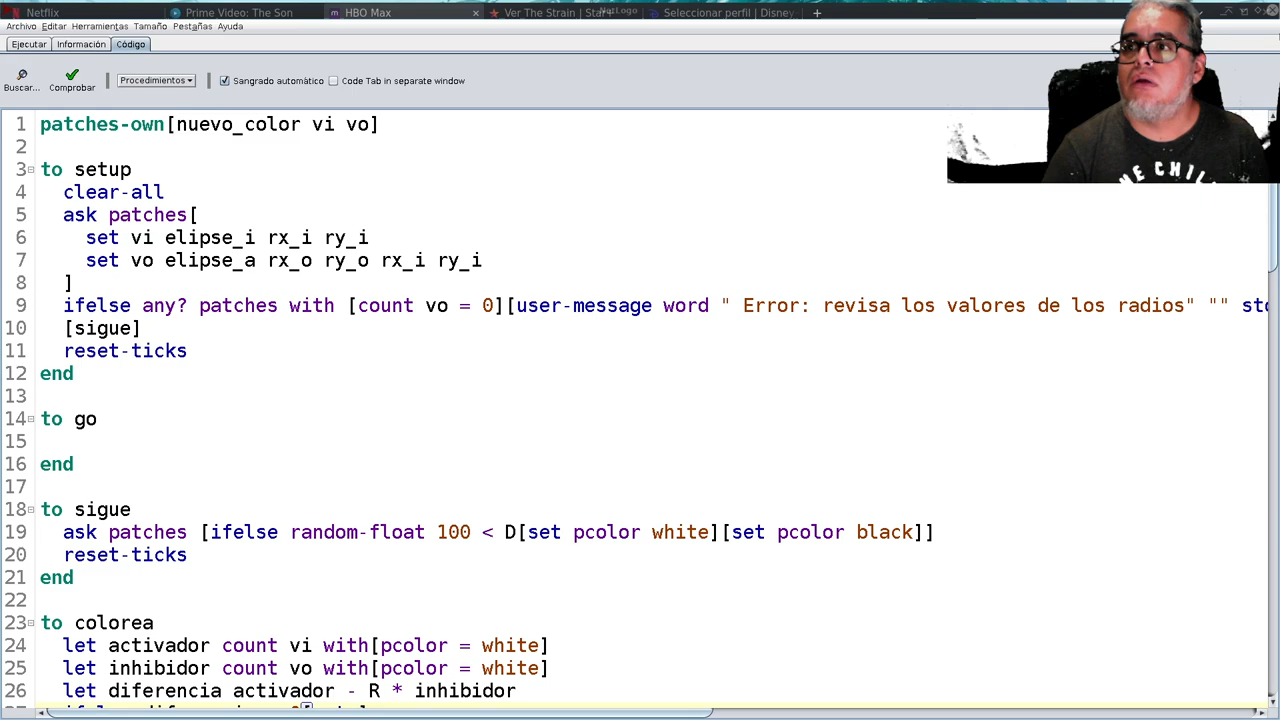 Netflix Prime Video: The Son HBO Max × Ver The Strain | Star+ NetLogo Seleccionar perfil | Disney +
Archivo Editar Herramientas Tamaño Pestañas Ayuda
Ejecutar Información Código
Buscar... Comprobar Procedimientos Sangrado automático Code Tab in separate window
1 patches-own[nuevo_color vi vo]
2
3 to setup
4 clear-all
5 ask patches[
6 set vi elipse_i rx_i ry_i
7 set vo elipse_a rx_o ry_o rx_i ry_i
8 ]
9 ifelse any? patches with [count vo = 0][user-message word " Error: revisa los valores de los radios" ""
10 [sigue]
11 reset-ticks
12 end
13
14 to go
15
16 end
17
18 to sigue
19 ask patches [ifelse random-float 100 < D[set pcolor white][set pcolor black]]
20 reset-ticks
21 end
22
23 to colorea
24 let activador count vi with[pcolor = white]
25 let inhibidor count vo with[pcolor = white]
26 let diferencia activador - R * inhibidor